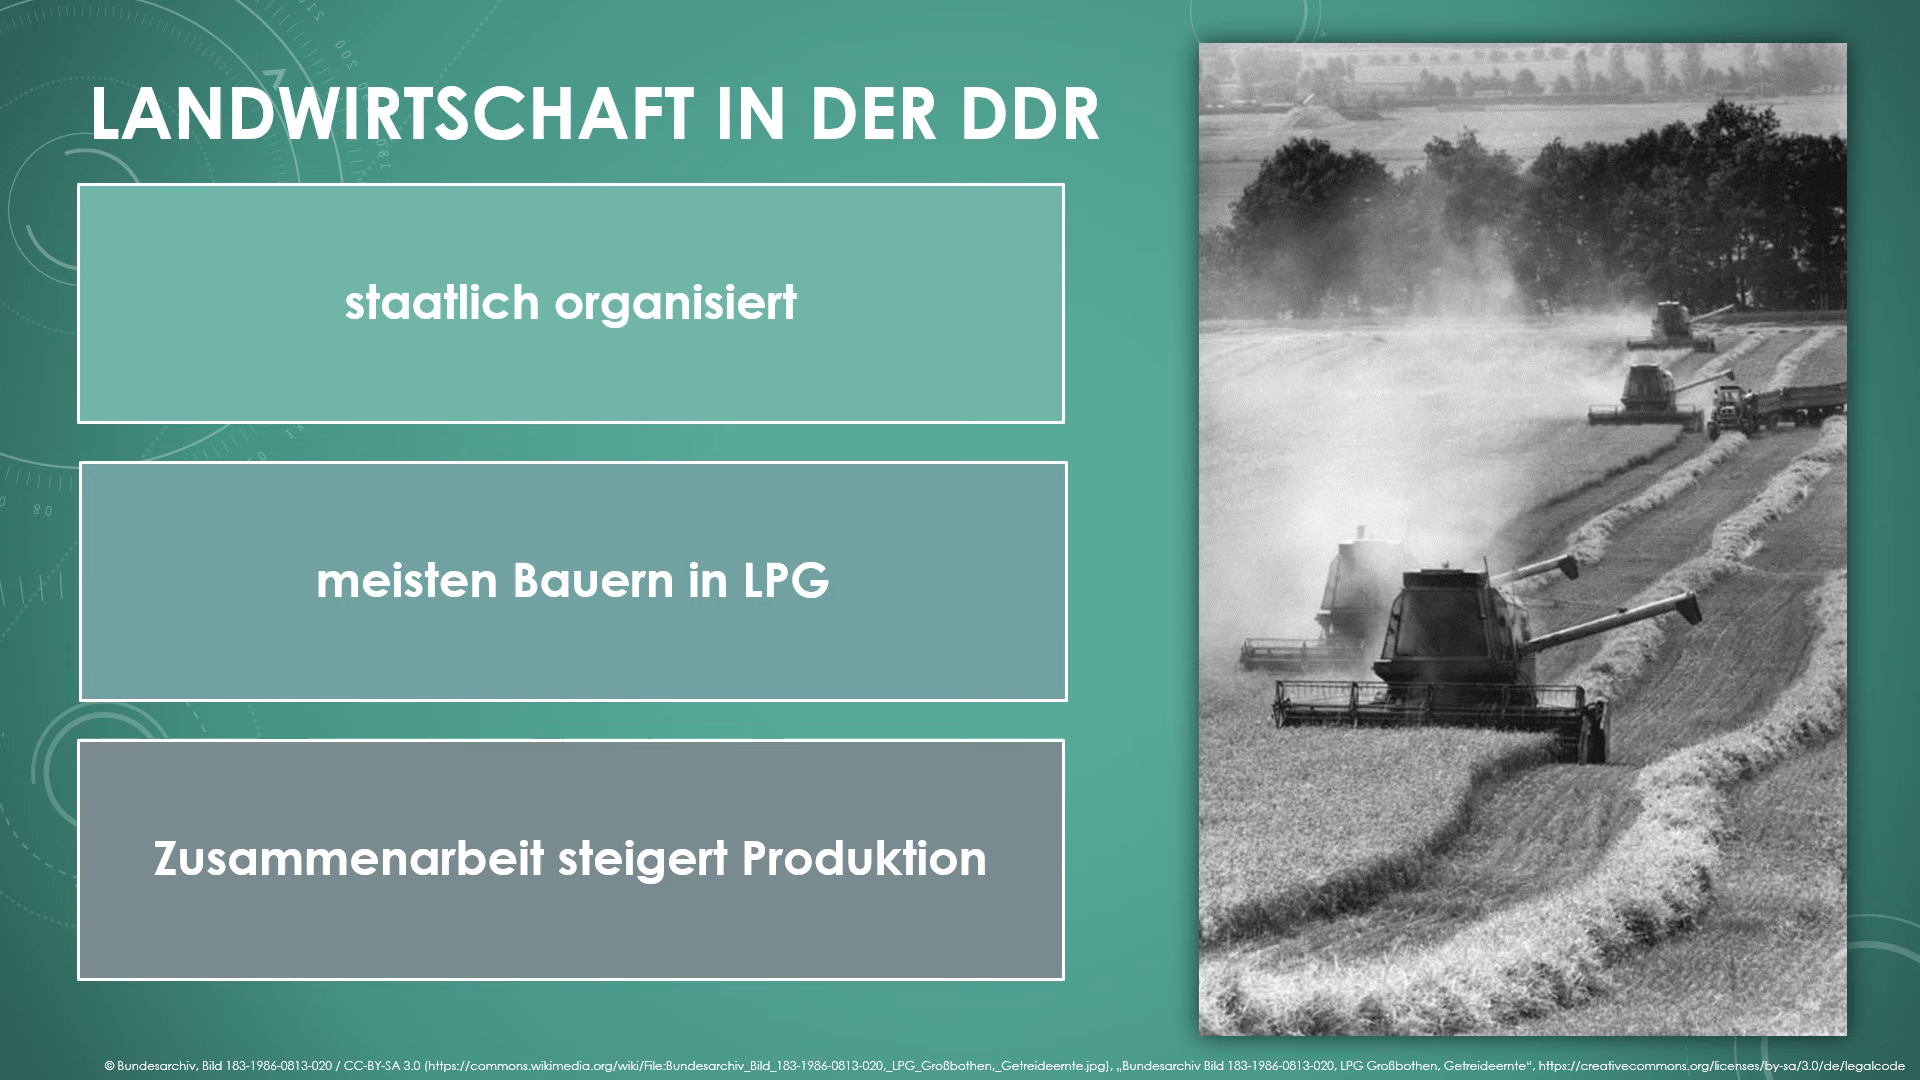 LANDWIRTSCHAFT IN DER DDR
staatlich organisiert
meisten Bauern in LPG
Zusammenarbeit steigert Produktion
© Bundesarchiv, Bild 183-1986-0813-020 / CC-BY-SA 3.0 (https://commons.wikimedia.org/wiki/File:Bundesarchiv_Bild_183-1986-0813-020,_LPG_Großbothen,_Getreideernte.jpg), „Bundesarchiv Bild 183-1986-0813-020, LPG Großbothen, Getreideernte“, https://creativecommons.org/licenses/by-sa/3.0/de/legalcode